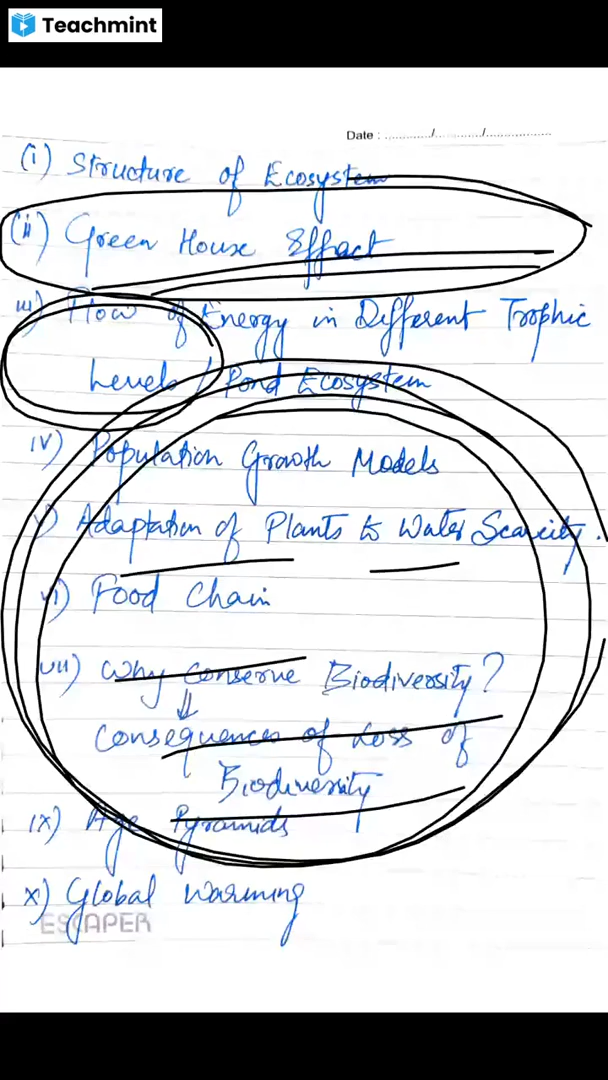 Teachmint
Date : ............/............/..................
(i) Structure of Ecosystem
(ii) Green House Effect
iii) Flow of Energy in Different Trophic
Levels / Pond Ecosystem
iv) Population Growth Models
v) Adaptation of Plants to Water Scarcity.
vi) Food Chain
vii) Why Conserve Biodiversity?
⇓
Consequences of Loss of
Biodiversity
ix) Age Pyramids
x) Global Warming
ESCAPER